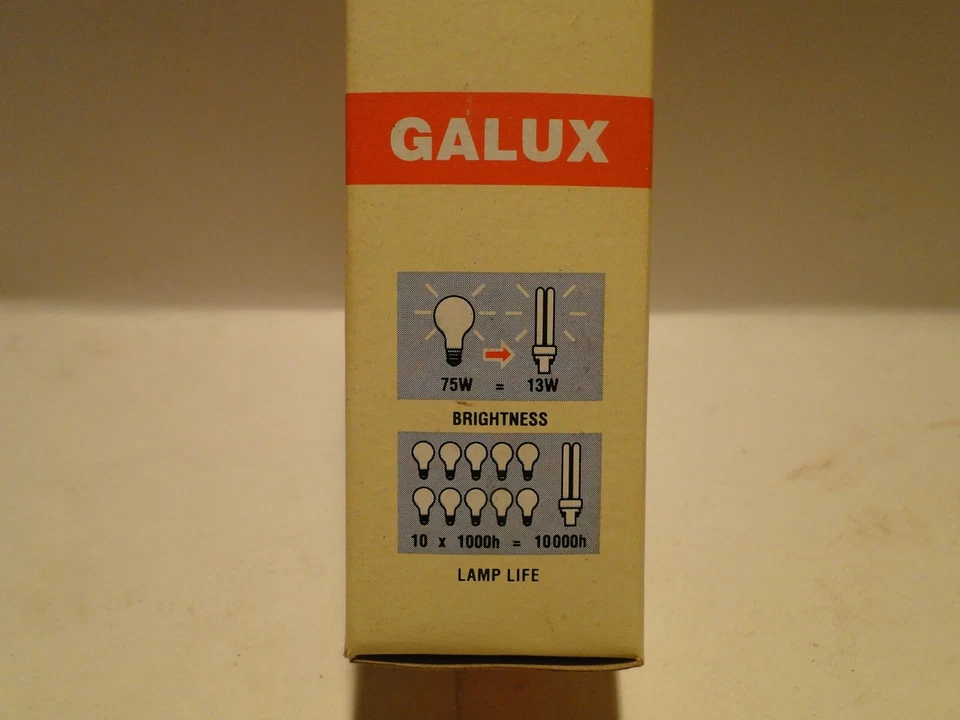 GALUX
75W = 13W
BRIGHTNESS
10 x 1000h = 10000h
LAMP LIFE